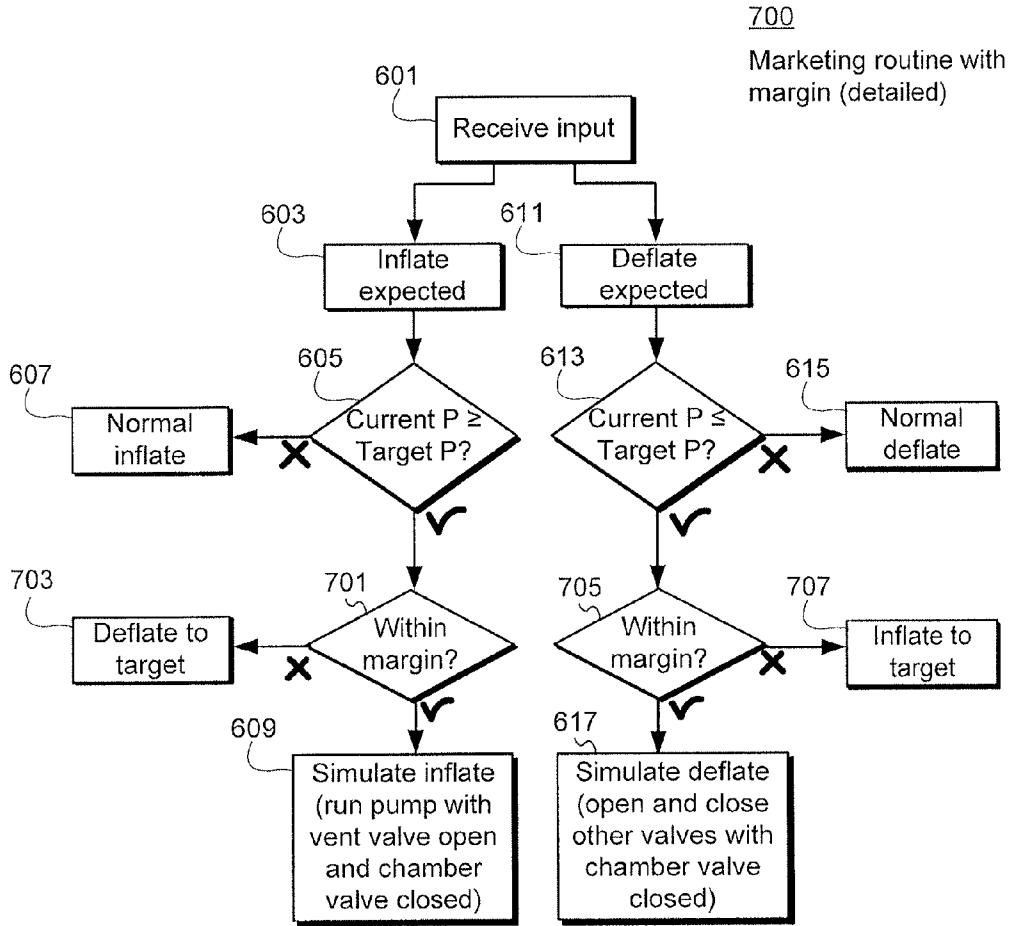 700
Marketing routine with
margin (detailed)
601
Receive input
603
Inflate
expected
611
Deflate
expected
605
Current P ≥
Target P?
613
Current P ≤
Target P?
607
Normal
inflate
615
Normal
deflate
701
Within
margin?
705
Within
margin?
703
Deflate to
target
707
Inflate to
target
609
Simulate inflate
(run pump with
vent valve open
and chamber
valve closed)
617
Simulate deflate
(open and close
other valves with
chamber valve
closed)